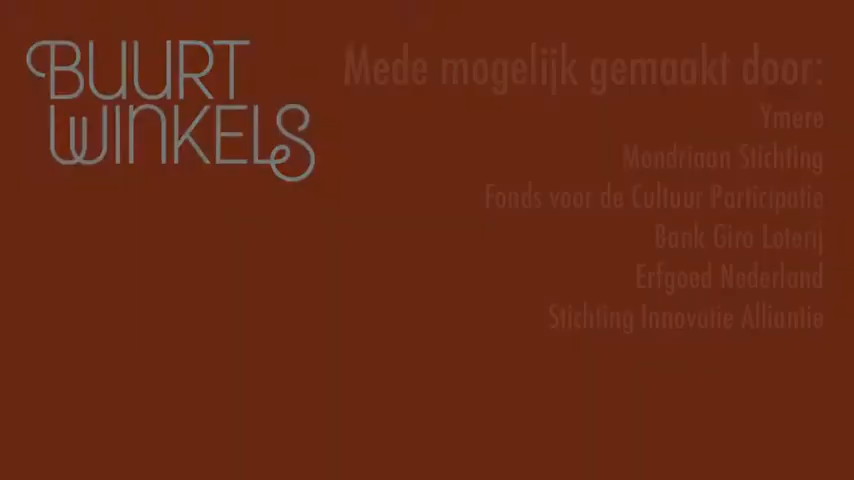 BUURT
WINKELS
Mede mogelijk gemaakt door:
Ymere
Mondriaan Stichting
Fonds voor de Cultuur Participatie
Bank Giro Loterij
Erfgoed Nederland
Stichting Innovatie Alliantie